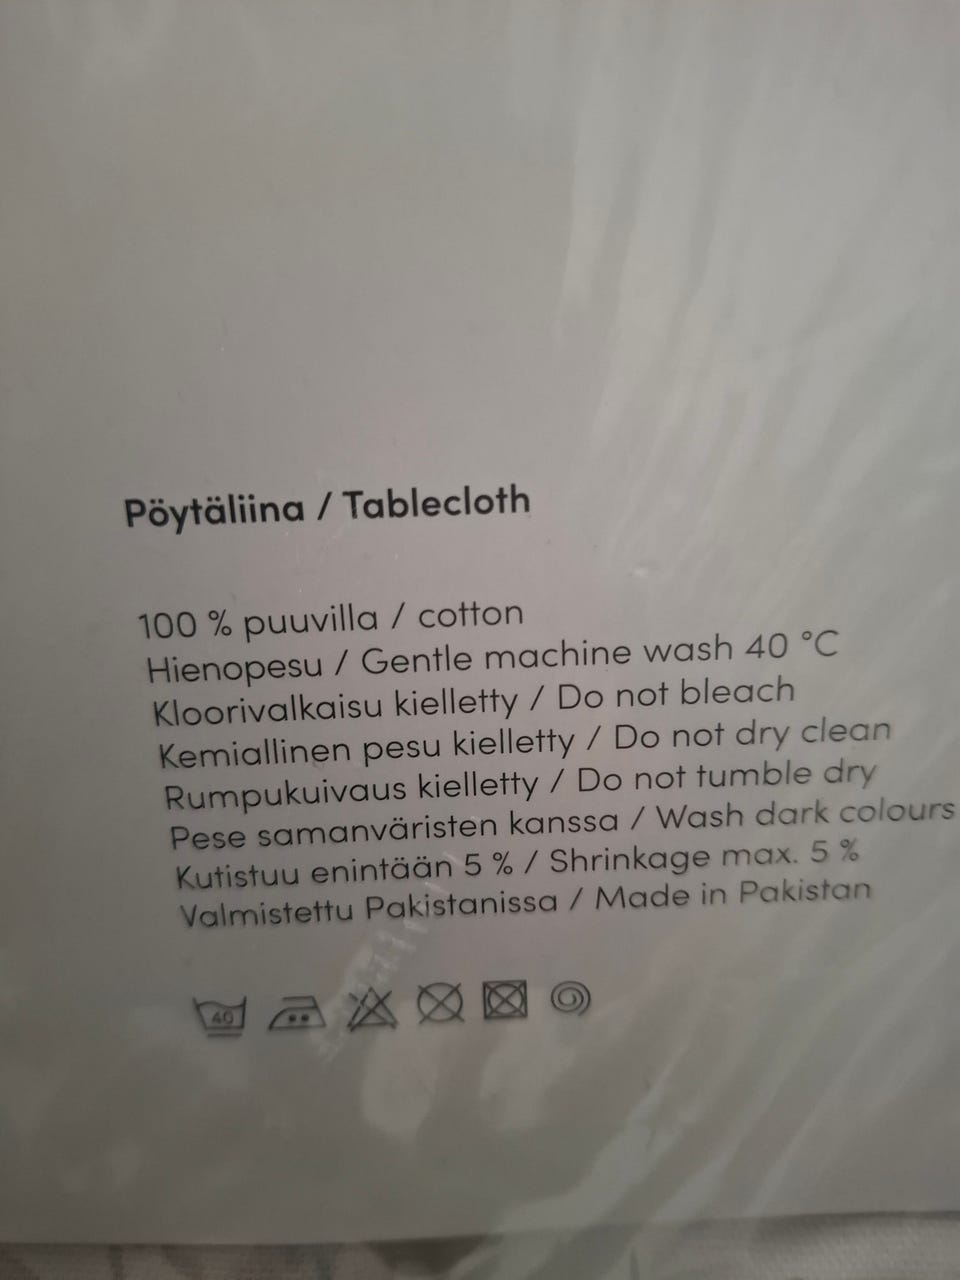 Pöytäliina / Tablecloth
100 % puuvilla / cotton
Hienopesu / Gentle machine wash 40 °C
Kloorivalkaisu kielletty / Do not bleach
Kemiallinen pesu kielletty / Do not dry clean
Rumpukuivaus kielletty / Do not tumble dry
Pese samanväristen kanssa / Wash dark colours
Kutistuu enintään 5 % / Shrinkage max. 5 %
Valmistettu Pakistanissa / Made in Pakistan
40